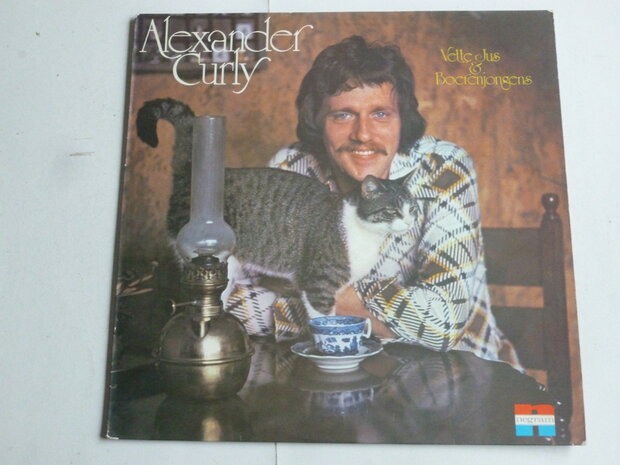 Alexander
Curly
Vette Jus
&
Boerenjongens
negram